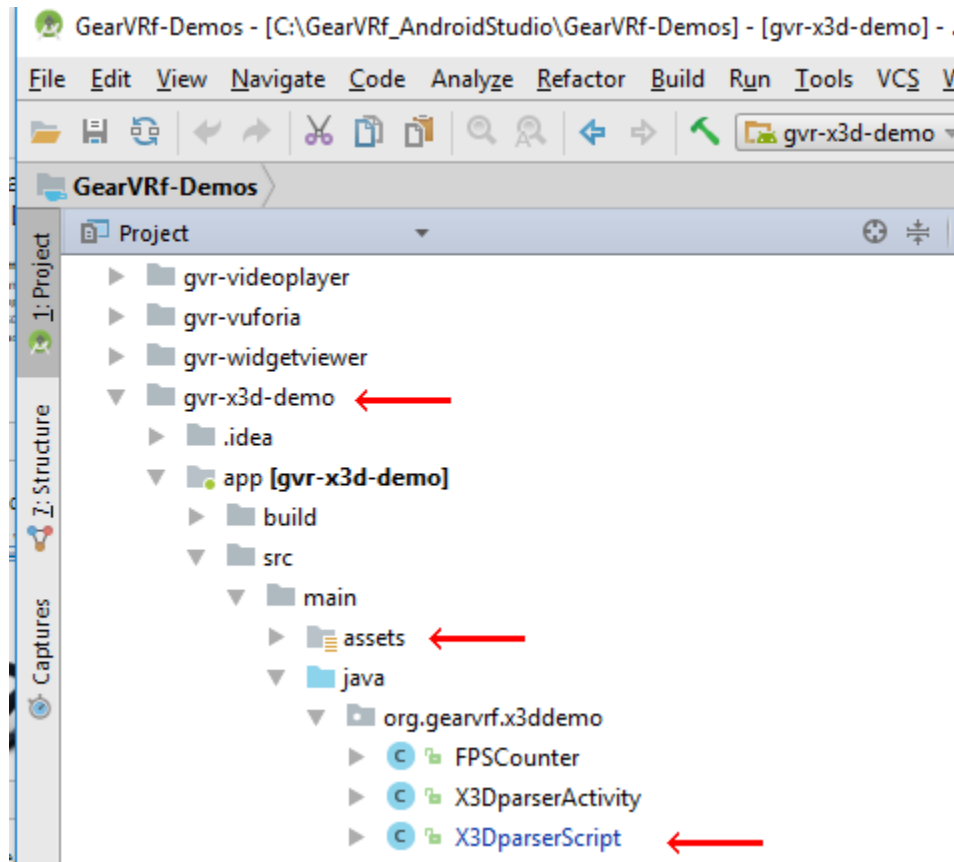 GearVRf-Demos - [C:\GearVRf_AndroidStudio\GearVRf-Demos] - [gvr-x3d-demo] - .
File Edit View Navigate Code Analyze Refactor Build Run Tools VCS
gvr-x3d-demo
GearVRf-Demos
1: Project
Z: Structure
Captures
Project
gvr-videoplayer
gvr-vuforia
gvr-widgetviewer
gvr-x3d-demo
.idea
app [gvr-x3d-demo]
build
src
main
assets
java
org.gearvrf.x3ddemo
C FPSCounter
C X3DparserActivity
C X3DparserScript